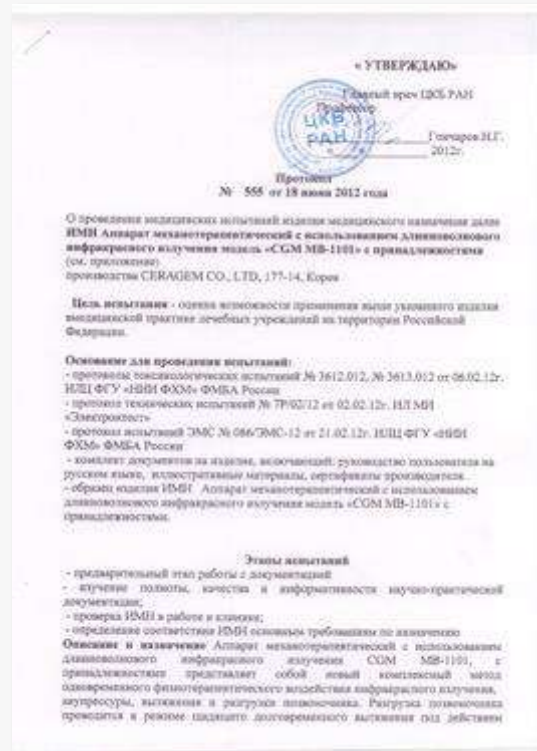 « УТВЕРЖДАЮ»
Главный врач ЦКБ РАН
Профессор
ЦКБ
РАН
Гончаров Н.Г.
2012г.
Протокол
№ 555 от 18 июня 2012 года
О проведении медицинских испытаний изделия медицинского назначения далее
ИМН Аппарат механотерапевтический с использованием длинноволнового
инфракрасного излучения модель «CGM MB-1101» с принадлежностями
(см. приложение)
производства CERAGEM CO., LTD, 177-14, Корея
Цель испытания - оценка возможности применения выше указанного изделия
вмедицинской практике лечебных учреждений на территории Российской
Федерации.
Основание для проведения испытаний:
- протоколы токсикологических испытаний № 3612.012, № 3613.012 от 06.02.12г.
ИЛЦ ФГУ «НИИ ФХМ» ФМБА России
- протокол технических испытаний № 7Р/02/12 от 02.02.12г. ИЛ МИ
«Электротест»
- протокол испытаний ЭМС № 086/ЭМС-12 от 21.02.12г. ИЛЦ ФГУ «НИИ
ФХМ» ФМБА России
- комплект документов на изделие, включающий: руководство пользователя на
русском языке, иллюстративные материалы, сертификаты производителя.
- образец изделия ИМН Аппарат механотерапевтический с использованием
длинноволнового инфракрасного излучения модель «CGM MB-1101» с
принадлежностями.
Этапы испытаний
- предварительный этап работы с документацией
- изучение полноты, качества и информативности научно-практической
документации;
- проверка ИМН в работе в клинике;
- определение соответствия ИМН основным требованиям по назначению
Описание и назначение Аппарат механотерапевтический с использованием
длинноволнового инфракрасного излучения CGM MB-1101, с
принадлежностями представляет собой новый комплексный метод
одновременного физиотерапевтического воздействия инфракрасного излучения,
акупрессуры, вытяжения и разгрузки позвоночника. Разгрузка позвоночника
проводится в режиме щадящего долговременного вытяжения под действием